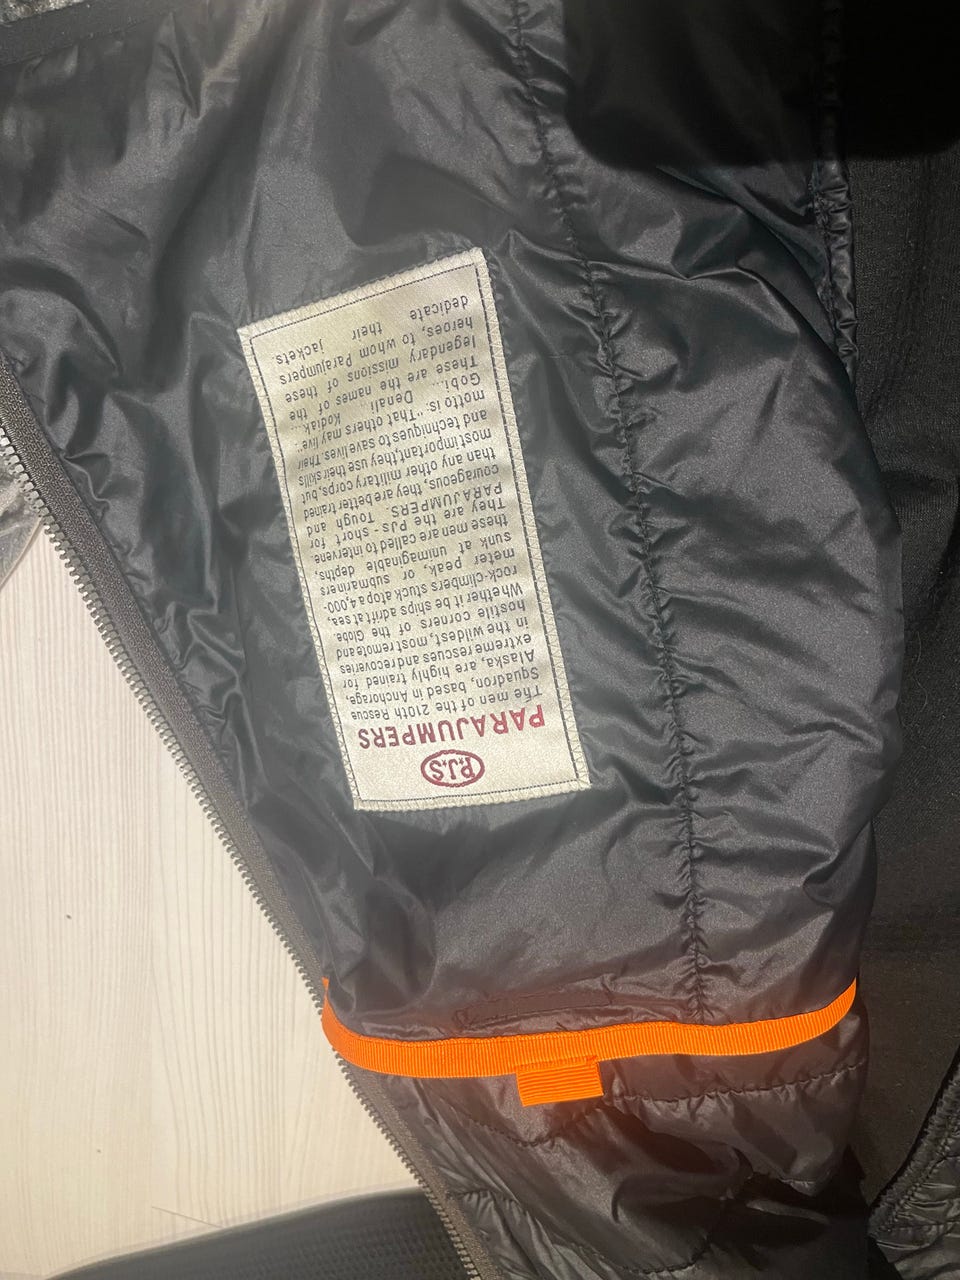 P.J.S
PARAJUMPERS
The men of the 210th Rescue
Squadron, based in Anchorage,
Alaska, are highly trained for
extreme rescues and recoveries
in the wildest, most remote and
hostile corners of the Globe.
Whether it be ships adrift at sea,
rock-climbers stuck atop a 4,000-
meter peak, or submariners
sunk at unimaginable depths,
these men are called to intervene.
They are the PJs - short for
PARAJUMPERS. Tough and
courageous, they are better trained
than any other military corps, but
most important, they use their skills
and techniques to save lives. Their
motto is: "That others may live".
Gobi... Denali... Kodiak...
These are the names of the
legendary missions of these
heroes, to whom Parajumpers
dedicate their jackets